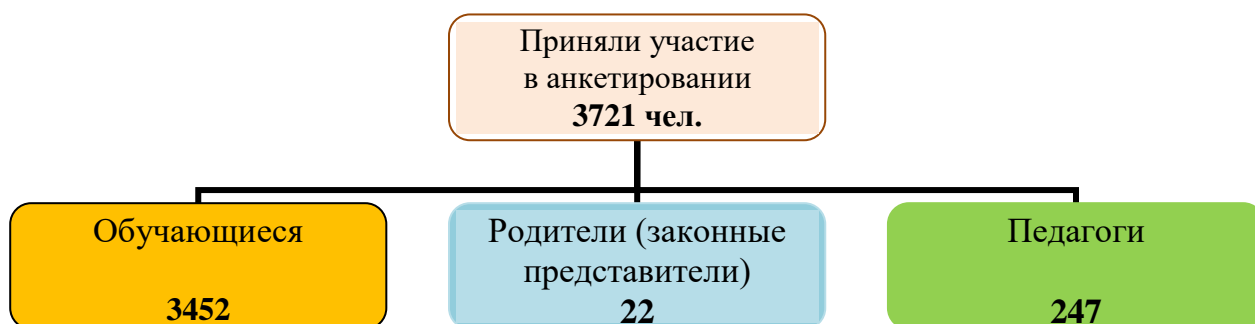 Приняли участие
в анкетировании
3721 чел.
Обучающиеся
3452
Родители (законные
представители)
22
Педагоги
247